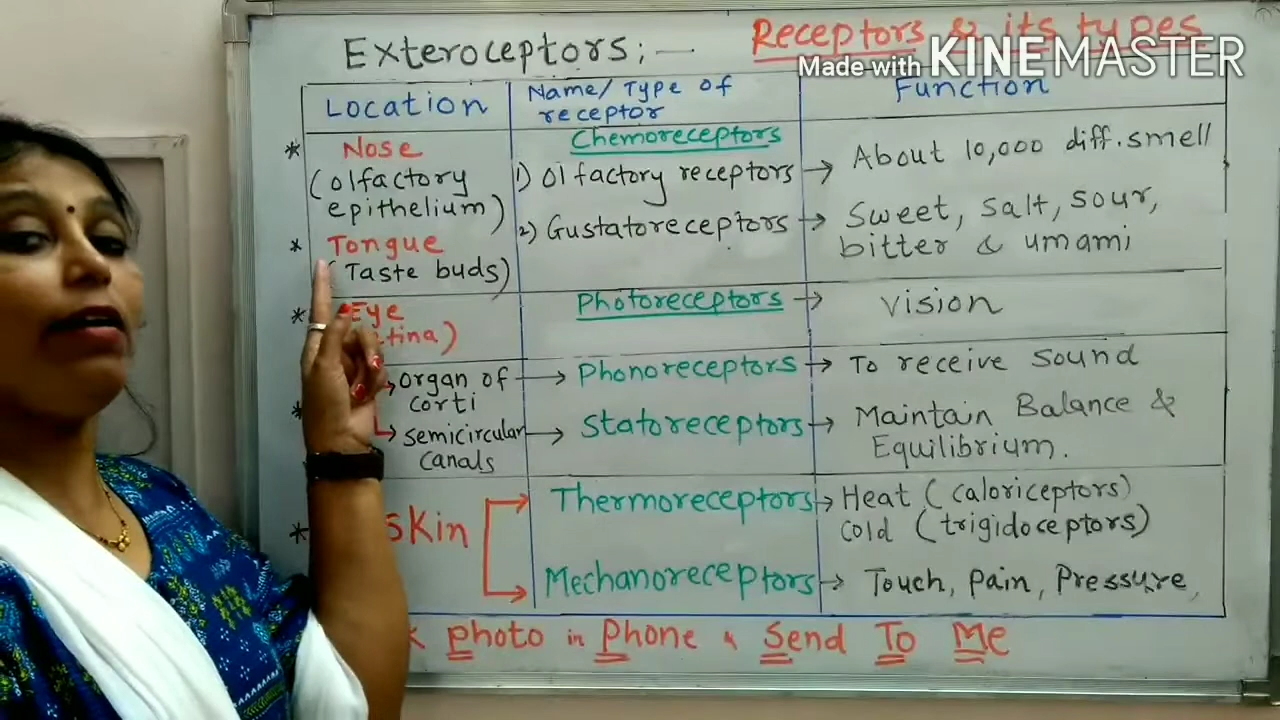 Receptors & its types
Made with KINEMASTER
Exteroceptors; —
Location
Name/Type of
receptor
Function
* Nose
(olfactory
epithelium)
Chemoreceptors
1) Olfactory receptors → About 10,000 diff. smell
2) Gustatoreceptors → Sweet, salt, sour,
bitter & umami
* Tongue
(Taste buds)
* Eye
tina)
Photoreceptors → vision
* organ of
corti → Phonoreceptors → To receive sound
semicircular
canals → Statoreceptors → Maintain Balance &
Equilibrium.
* skin
Thermoreceptors → Heat (caloriceptors)
cold (trigidoceptors)
Mechanoreceptors → Touch, pain, pressure,
Photo in Phone & Send To Me